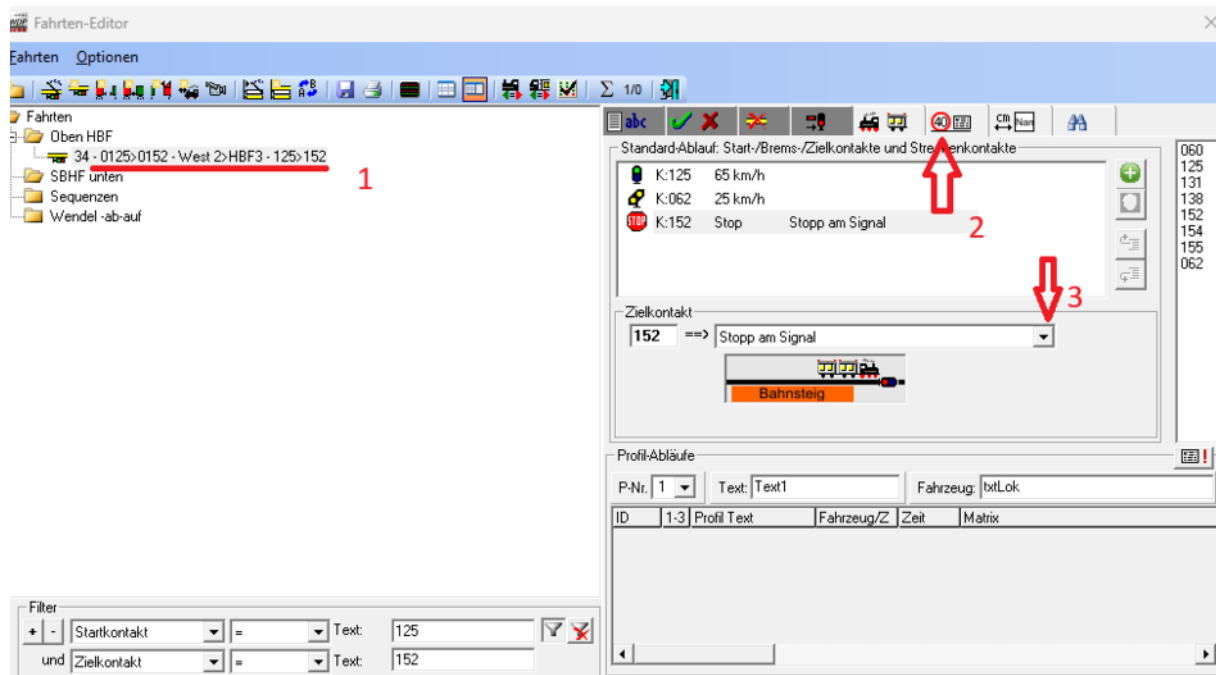 Fahrten-Editor
Fahrten Optionen
Σ 1/0
Fahrten
Oben HBF
34 - 0125>0152 - West 2>HBF3 - 125>152
SBHF unten
Sequenzen
Wendel -ab-auf
1
abc
40
cm
Nam
Standard-Ablauf: Start-/Brems-/Zielkontakte und Streckenkontakte
K:125 65 km/h
K:062 25 km/h
STOP K:152 Stop Stopp am Signal
2
060
125
131
138
152
154
155
062
3
Zielkontakt
152 ==> Stopp am Signal
Bahnsteig
Profil-Abläufe
P-Nr. 1 Text: Text1 Fahrzeug: txtLok
ID 1-3 Profil Text Fahrzeug/Z Zeit Matrix
Filter
+ - Startkontakt = Text: 125
und Zielkontakt = Text: 152